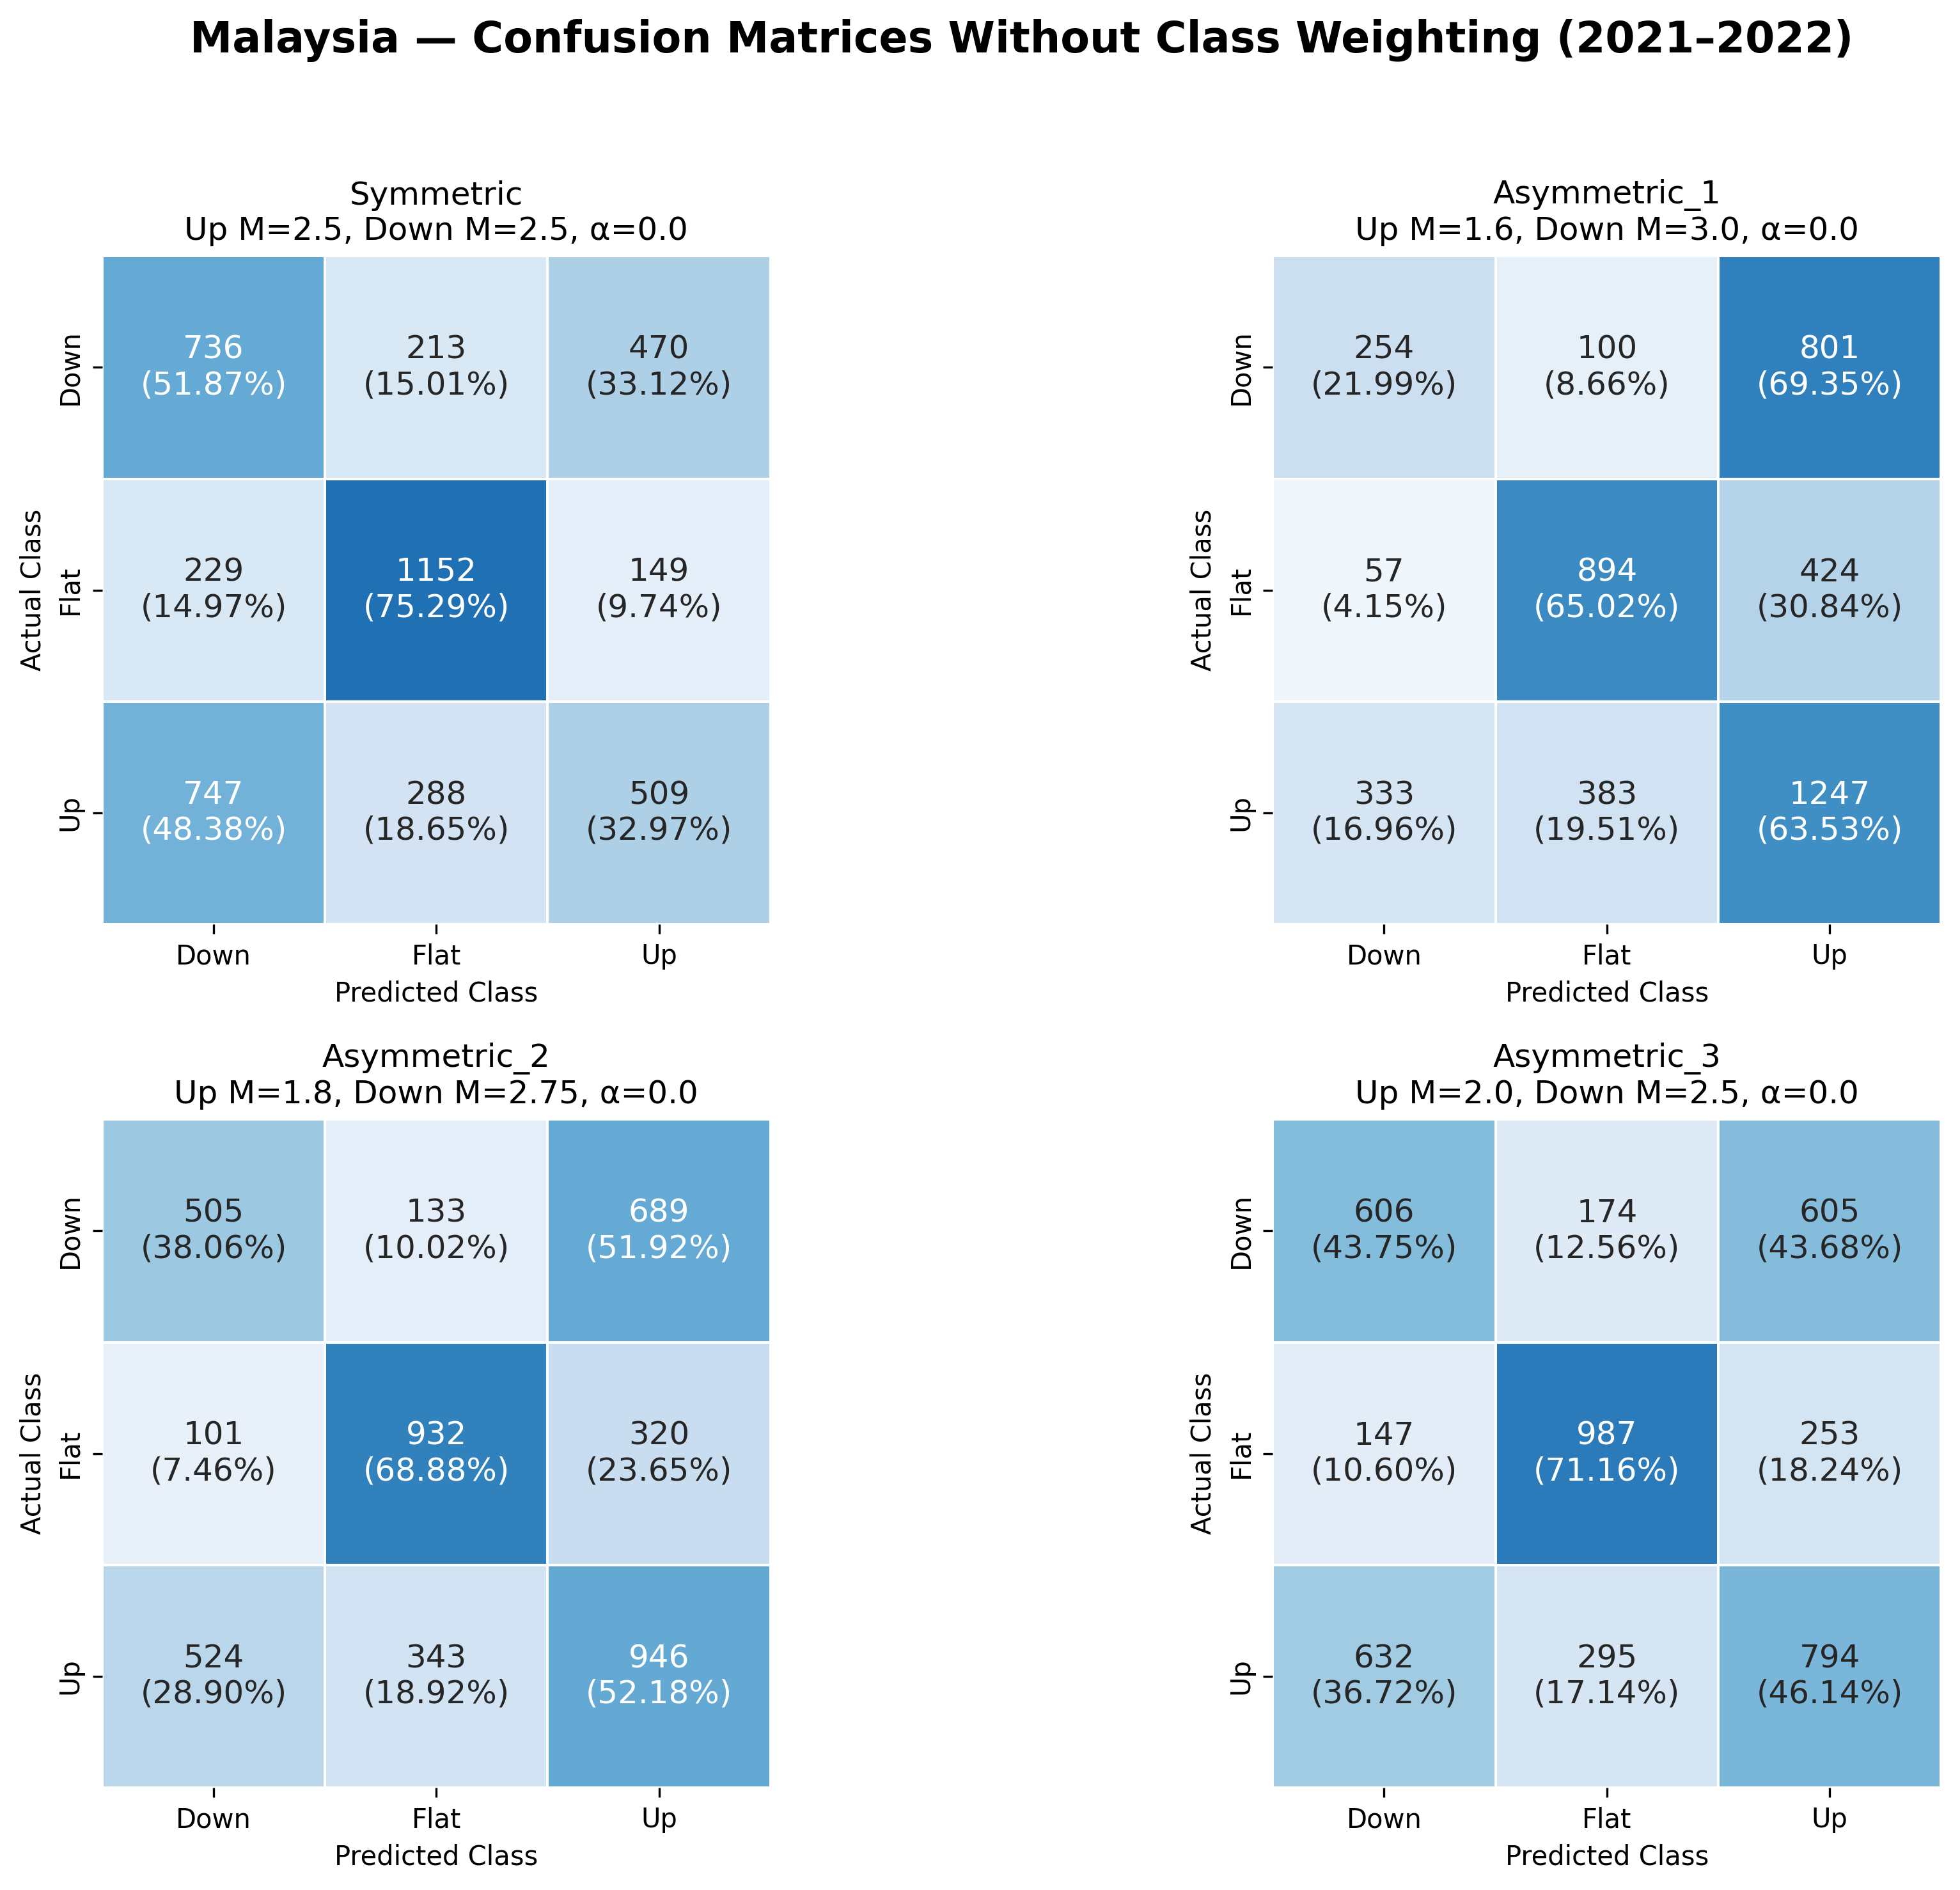 Malaysia — Confusion Matrices Without Class Weighting (2021–2022)
Symmetric
Up M=2.5, Down M=2.5, α=0.0
Actual Class
Down
736
(51.87%)
213
(15.01%)
470
(33.12%)
Flat
229
(14.97%)
1152
(75.29%)
149
(9.74%)
Up
747
(48.38%)
288
(18.65%)
509
(32.97%)
Down
Flat
Up
Predicted Class
Asymmetric_1
Up M=1.6, Down M=3.0, α=0.0
Actual Class
Down
254
(21.99%)
100
(8.66%)
801
(69.35%)
Flat
57
(4.15%)
894
(65.02%)
424
(30.84%)
Up
333
(16.96%)
383
(19.51%)
1247
(63.53%)
Down
Flat
Up
Predicted Class
Asymmetric_2
Up M=1.8, Down M=2.75, α=0.0
Actual Class
Down
505
(38.06%)
133
(10.02%)
689
(51.92%)
Flat
101
(7.46%)
932
(68.88%)
320
(23.65%)
Up
524
(28.90%)
343
(18.92%)
946
(52.18%)
Down
Flat
Up
Predicted Class
Asymmetric_3
Up M=2.0, Down M=2.5, α=0.0
Actual Class
Down
606
(43.75%)
174
(12.56%)
605
(43.68%)
Flat
147
(10.60%)
987
(71.16%)
253
(18.24%)
Up
632
(36.72%)
295
(17.14%)
794
(46.14%)
Down
Flat
Up
Predicted Class